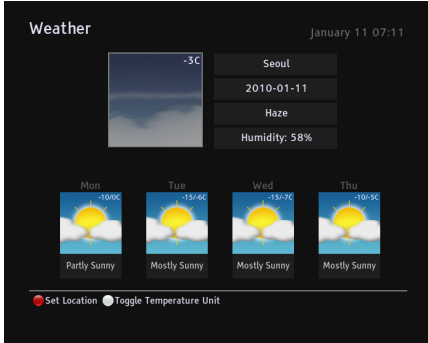 Weather
January 11 07:11
-3C
Seoul
2010-01-11
Haze
Humidity: 58%
Mon Tue Wed Thu
-10/0C -15/-6C -15/-7C -10/-5C
Partly Sunny Mostly Sunny Mostly Sunny Mostly Sunny
Set Location Toggle Temperature Unit